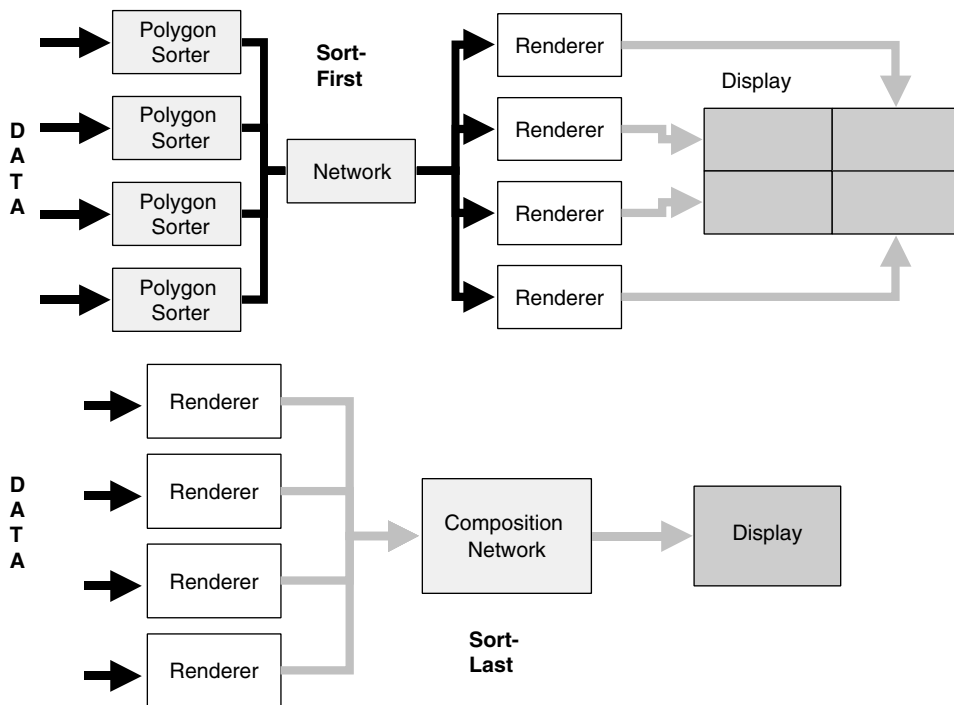 Polygon
Sorter
Polygon
Sorter
Polygon
Sorter
Polygon
Sorter
D
A
T
A
Sort-
First
Network
Renderer
Renderer
Renderer
Renderer
Display
D
A
T
A
Renderer
Renderer
Renderer
Renderer
Composition
Network
Sort-
Last
Display